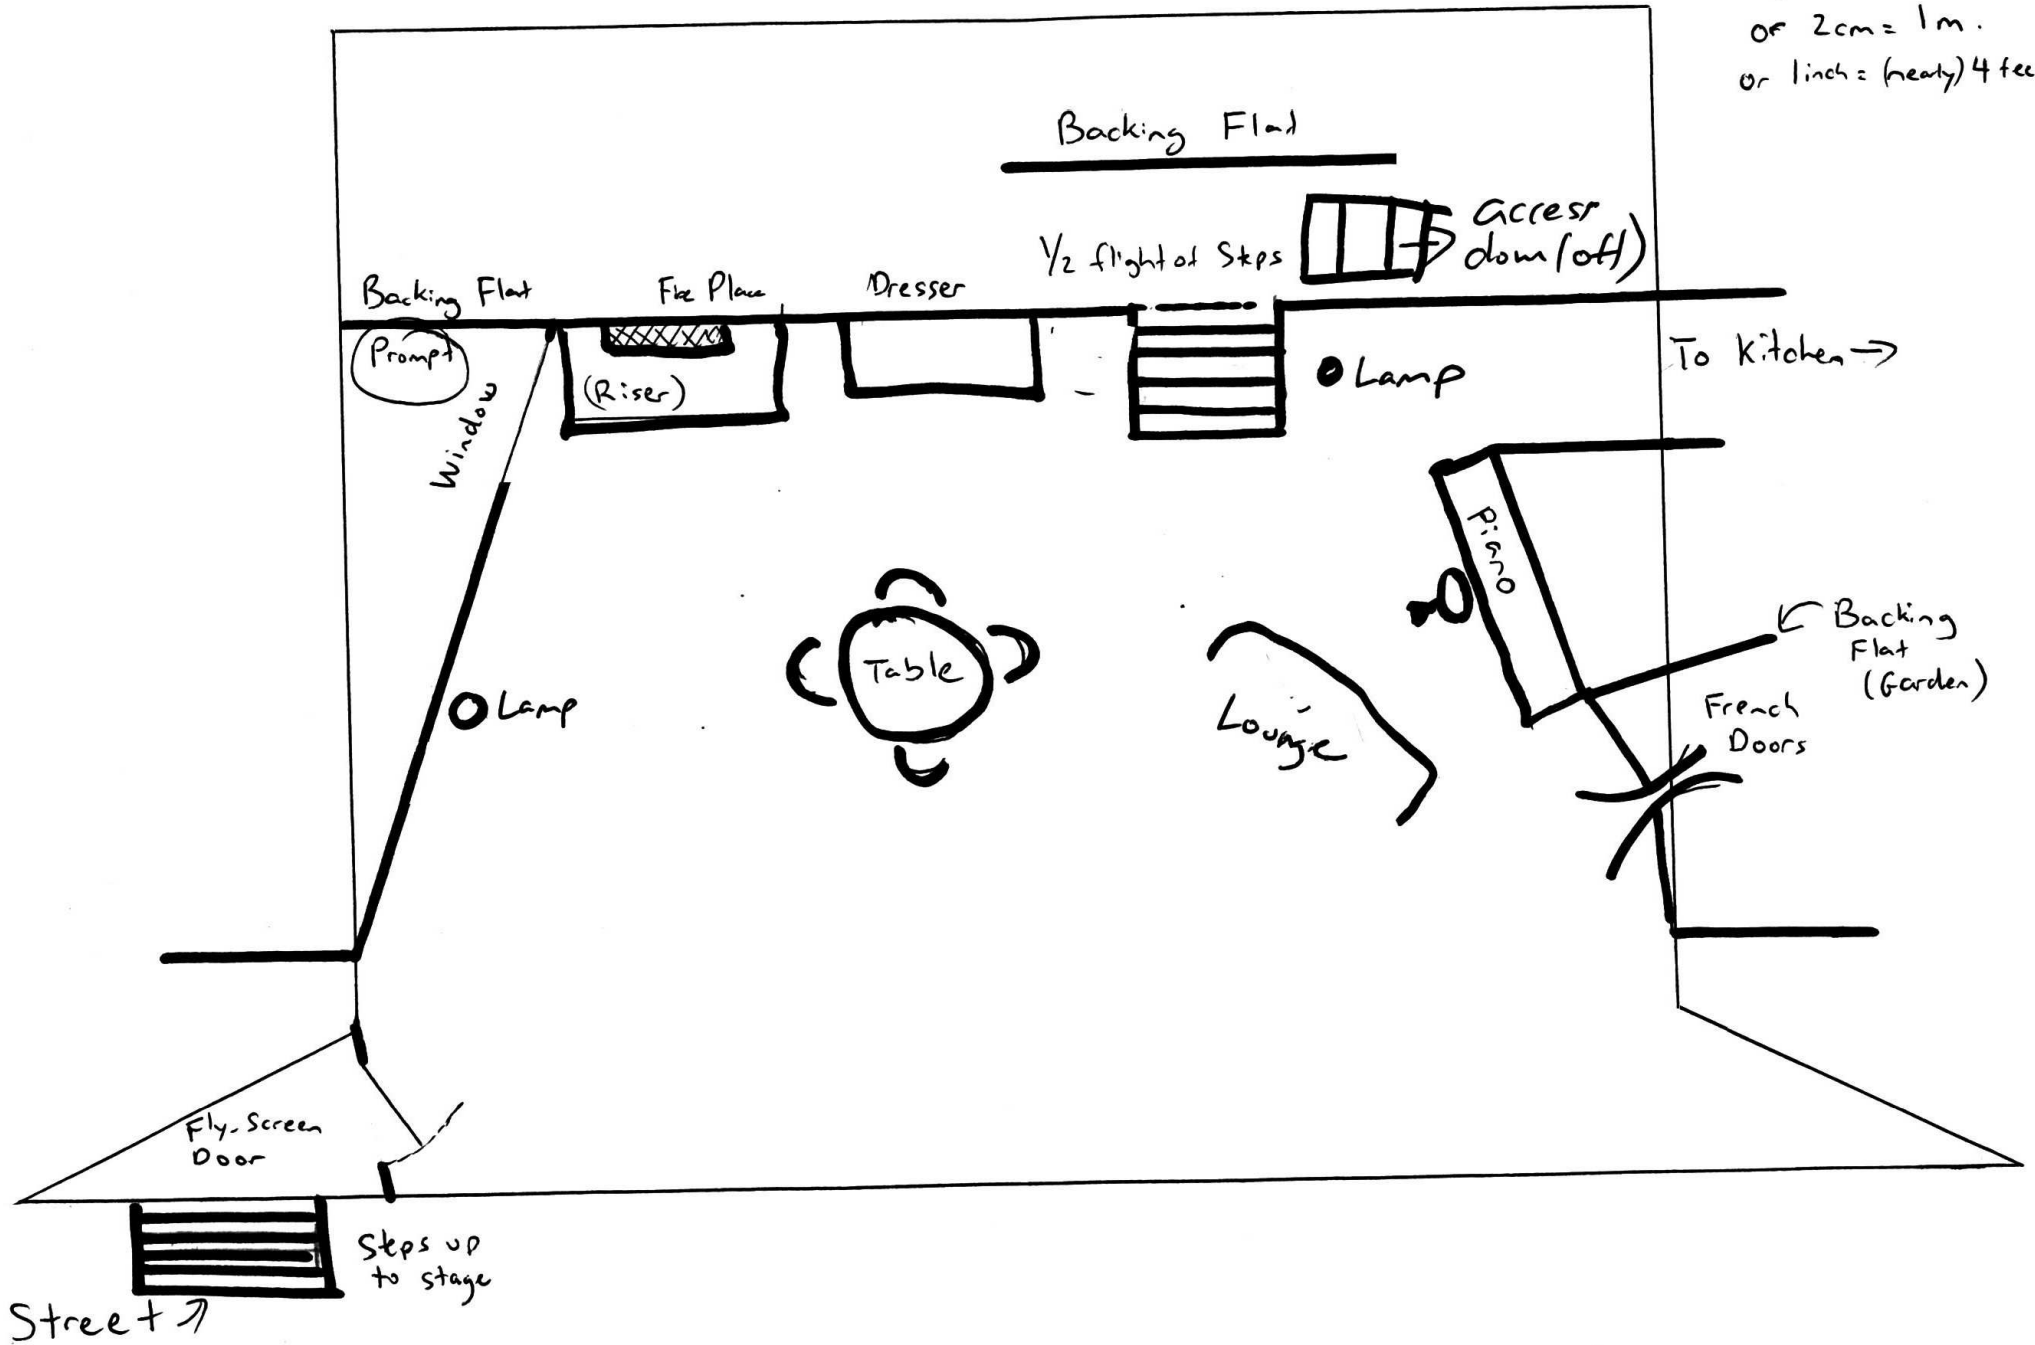 or 2cm = 1m.
or 1inch = (nearly) 4 fee
Backing Flat
access
down (off)
1/2 flight of Steps
Backing Flat
Fire Place
Dresser
Prompt
(Riser)
Window
Lamp
To Kitchen →
Piano
Table
Lamp
Lounge
Backing
Flat
(Garden)
French
Doors
Fly-Screen
Door
Steps up
to stage
Street